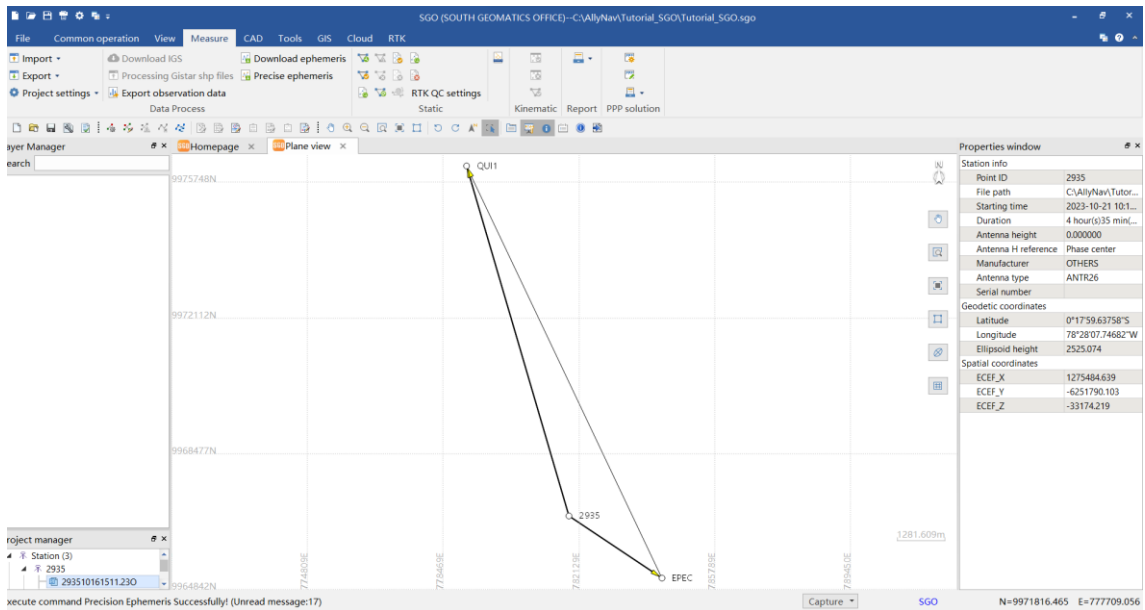 SGO (SOUTH GEOMATICS OFFICE)--C:\AllyNav\Tutorial_SGO\Tutorial_SGO.sgo
File Common operation View Measure CAD Tools GIS Cloud RTK
Import Download IGS Download ephemeris
Export Processing Gistar shp files Precise ephemeris
Project settings Export observation data RTK QC settings
Data Process Static Kinematic Report PPP solution
ayer Manager
earch
SGO Homepage × SGO Plane view ×
9975748N
9972112N
9968477N
9964842N
QUI1
2935
EPEC
N
1281.609m
774809E
778469E
782129E
785789E
789450E
Properties window
Station info
Point ID 2935
File path C:\AllyNav\Tutor...
Starting time 2023-10-21 10:1...
Duration 4 hour(s)35 min(...
Antenna height 0.000000
Antenna H reference Phase center
Manufacturer OTHERS
Antenna type ANTR26
Serial number
Geodetic coordinates
Latitude 0°17'59.63758"S
Longitude 78°28'07.74682"W
Ellipsoid height 2525.074
Spatial coordinates
ECEF_X 1275484.639
ECEF_Y -6251790.103
ECEF_Z -33174.219
roject manager
Station (3)
2935
293510161511.23O
xecute command Precision Ephemeris Successfully! (Unread message:17)
Capture SGO N=9971816.465 E=777709.056